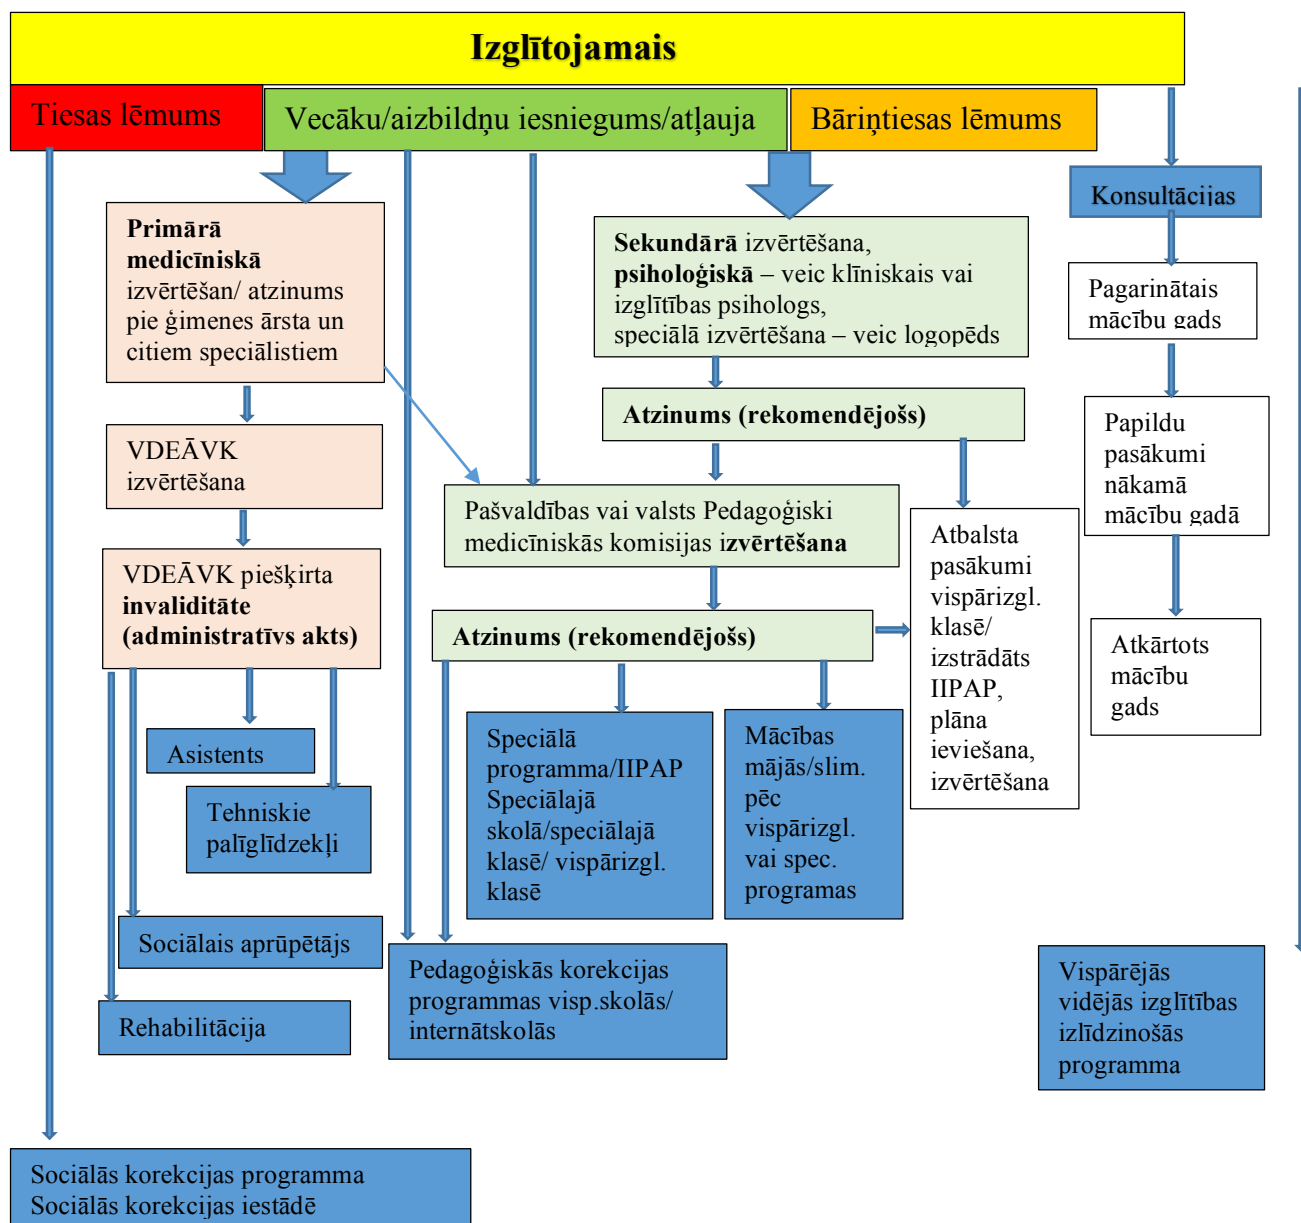 Izglītojamais
Tiesas lēmums
Vecāku/aizbildņu iesniegums/atļauja
Bāriņtiesas lēmums
Konsultācijas
Primārā
medicīniskā
izvērtēšan/ atzinums
pie ģimenes ārsta un
citiem speciālistiem
Sekundārā izvērtēšana,
psiholoģiskā – veic klīniskais vai
izglītības psihologs,
speciālā izvērtēšana – veic logopēds
Pagarinātais
mācību gads
Atzinums (rekomendējošs)
Papildu
pasākumi
nākamā
mācību gadā
VDEĀVK
izvērtēšana
Pašvaldības vai valsts Pedagoģiski
medicīniskās komisijas izvērtēšana
Atbalsta
pasākumi
vispārizgl.
klasē/
izstrādāts
IIPAP,
plāna
ieviešana,
izvērtēšana
VDEĀVK piešķirta
invaliditāte
(administratīvs akts)
Atzinums (rekomendējošs)
Atkārtots
mācību
gads
Asistents
Tehniskie
palīglīdzekļi
Speciālā
programma/IIPAP
Speciālajā
skolā/speciālajā
klasē/ vispārizgl.
klasē
Mācības
mājās/slim.
pēc
vispārizgl.
vai spec.
programas
Sociālais aprūpētājs
Rehabilitācija
Pedagoģiskās korekcijas
programmas visp.skolās/
internātskolās
Vispārējās
vidējās izglītības
izlīdzinošās
programma
Sociālās korekcijas programma
Sociālās korekcijas iestādē